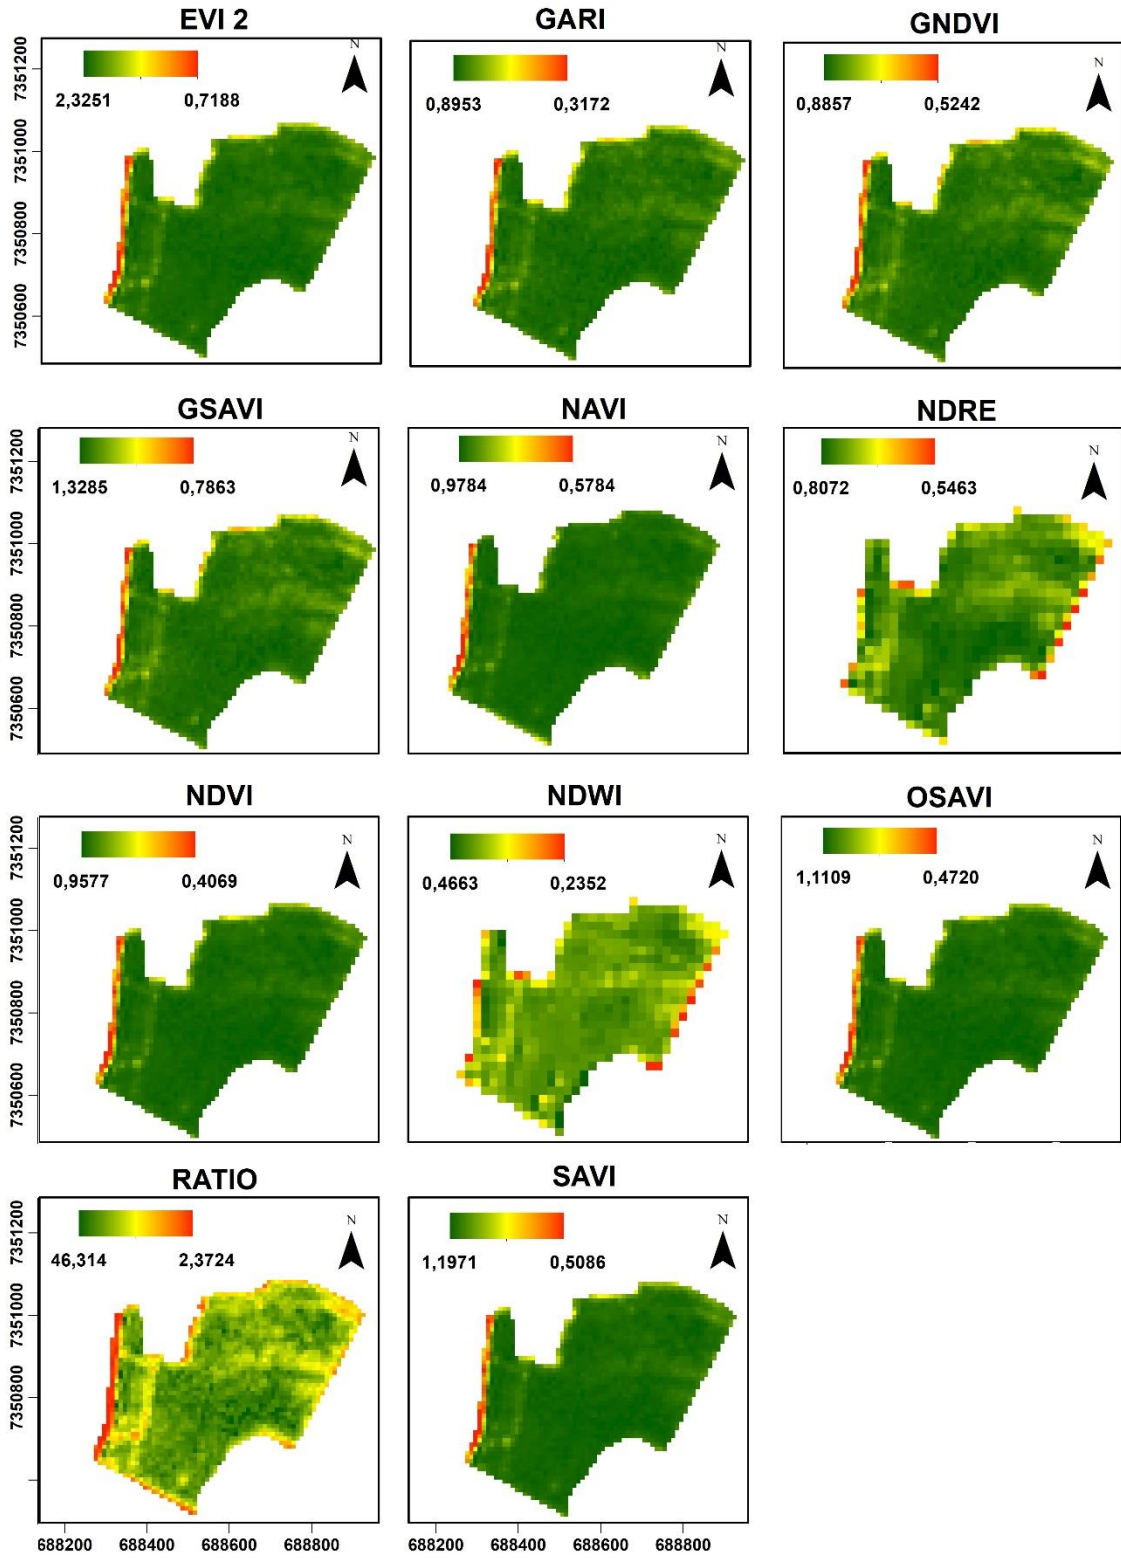 EVI 2 GARI GNDVI
N N N
2,3251 0,7188 0,8953 0,3172 0,8857 0,5242
7351200
7351000
7350800
7350600
GSAVI NAVI NDRE
N N N
1,3285 0,7863 0,9784 0,5784 0,8072 0,5463
7351200
7351000
7350800
7350600
NDVI NDWI OSAVI
N N N
0,9577 0,4069 0,4663 0,2352 1,1109 0,4720
7351200
7351000
7350800
7350600
RATIO SAVI
N N
46,314 2,3724 1,1971 0,5086
7351200
7351000
7350800
688200 688400 688600 688800 688200 688400 688600 688800